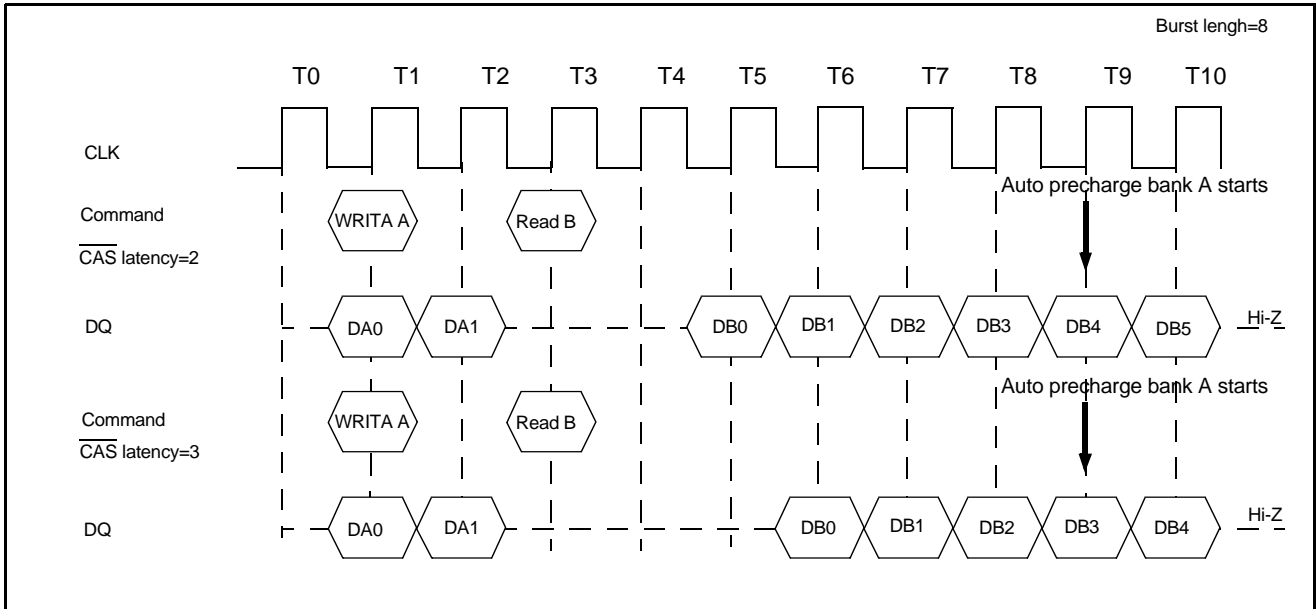 Burst lengh=8
T0 T1 T2 T3 T4 T5 T6 T7 T8 T9 T10
CLK
Auto precharge bank A starts
Command WRITA A Read B
CAS latency=2
DQ DA0 DA1 DB0 DB1 DB2 DB3 DB4 DB5 Hi-Z
Auto precharge bank A starts
Command WRITA A Read B
CAS latency=3
DQ DA0 DA1 DB0 DB1 DB2 DB3 DB4 Hi-Z